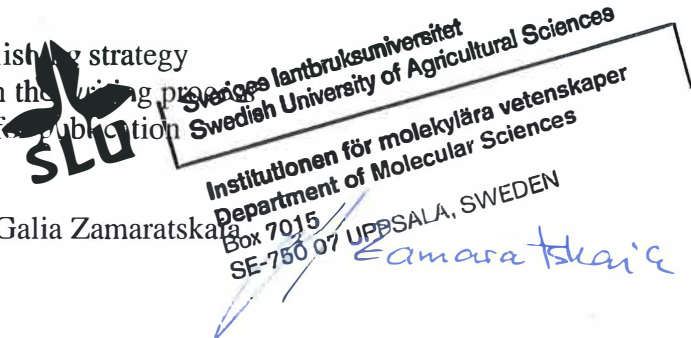 strategy
Sveriges lantbruksuniversitet
Swedish University of Agricultural Sciences
SLU
Institutionen för molekylära vetenskaper
Department of Molecular Sciences
Galia Zamaratskaia
Box 7015
SE-750 07 UPPSALA, SWEDEN
Zamaratskaia